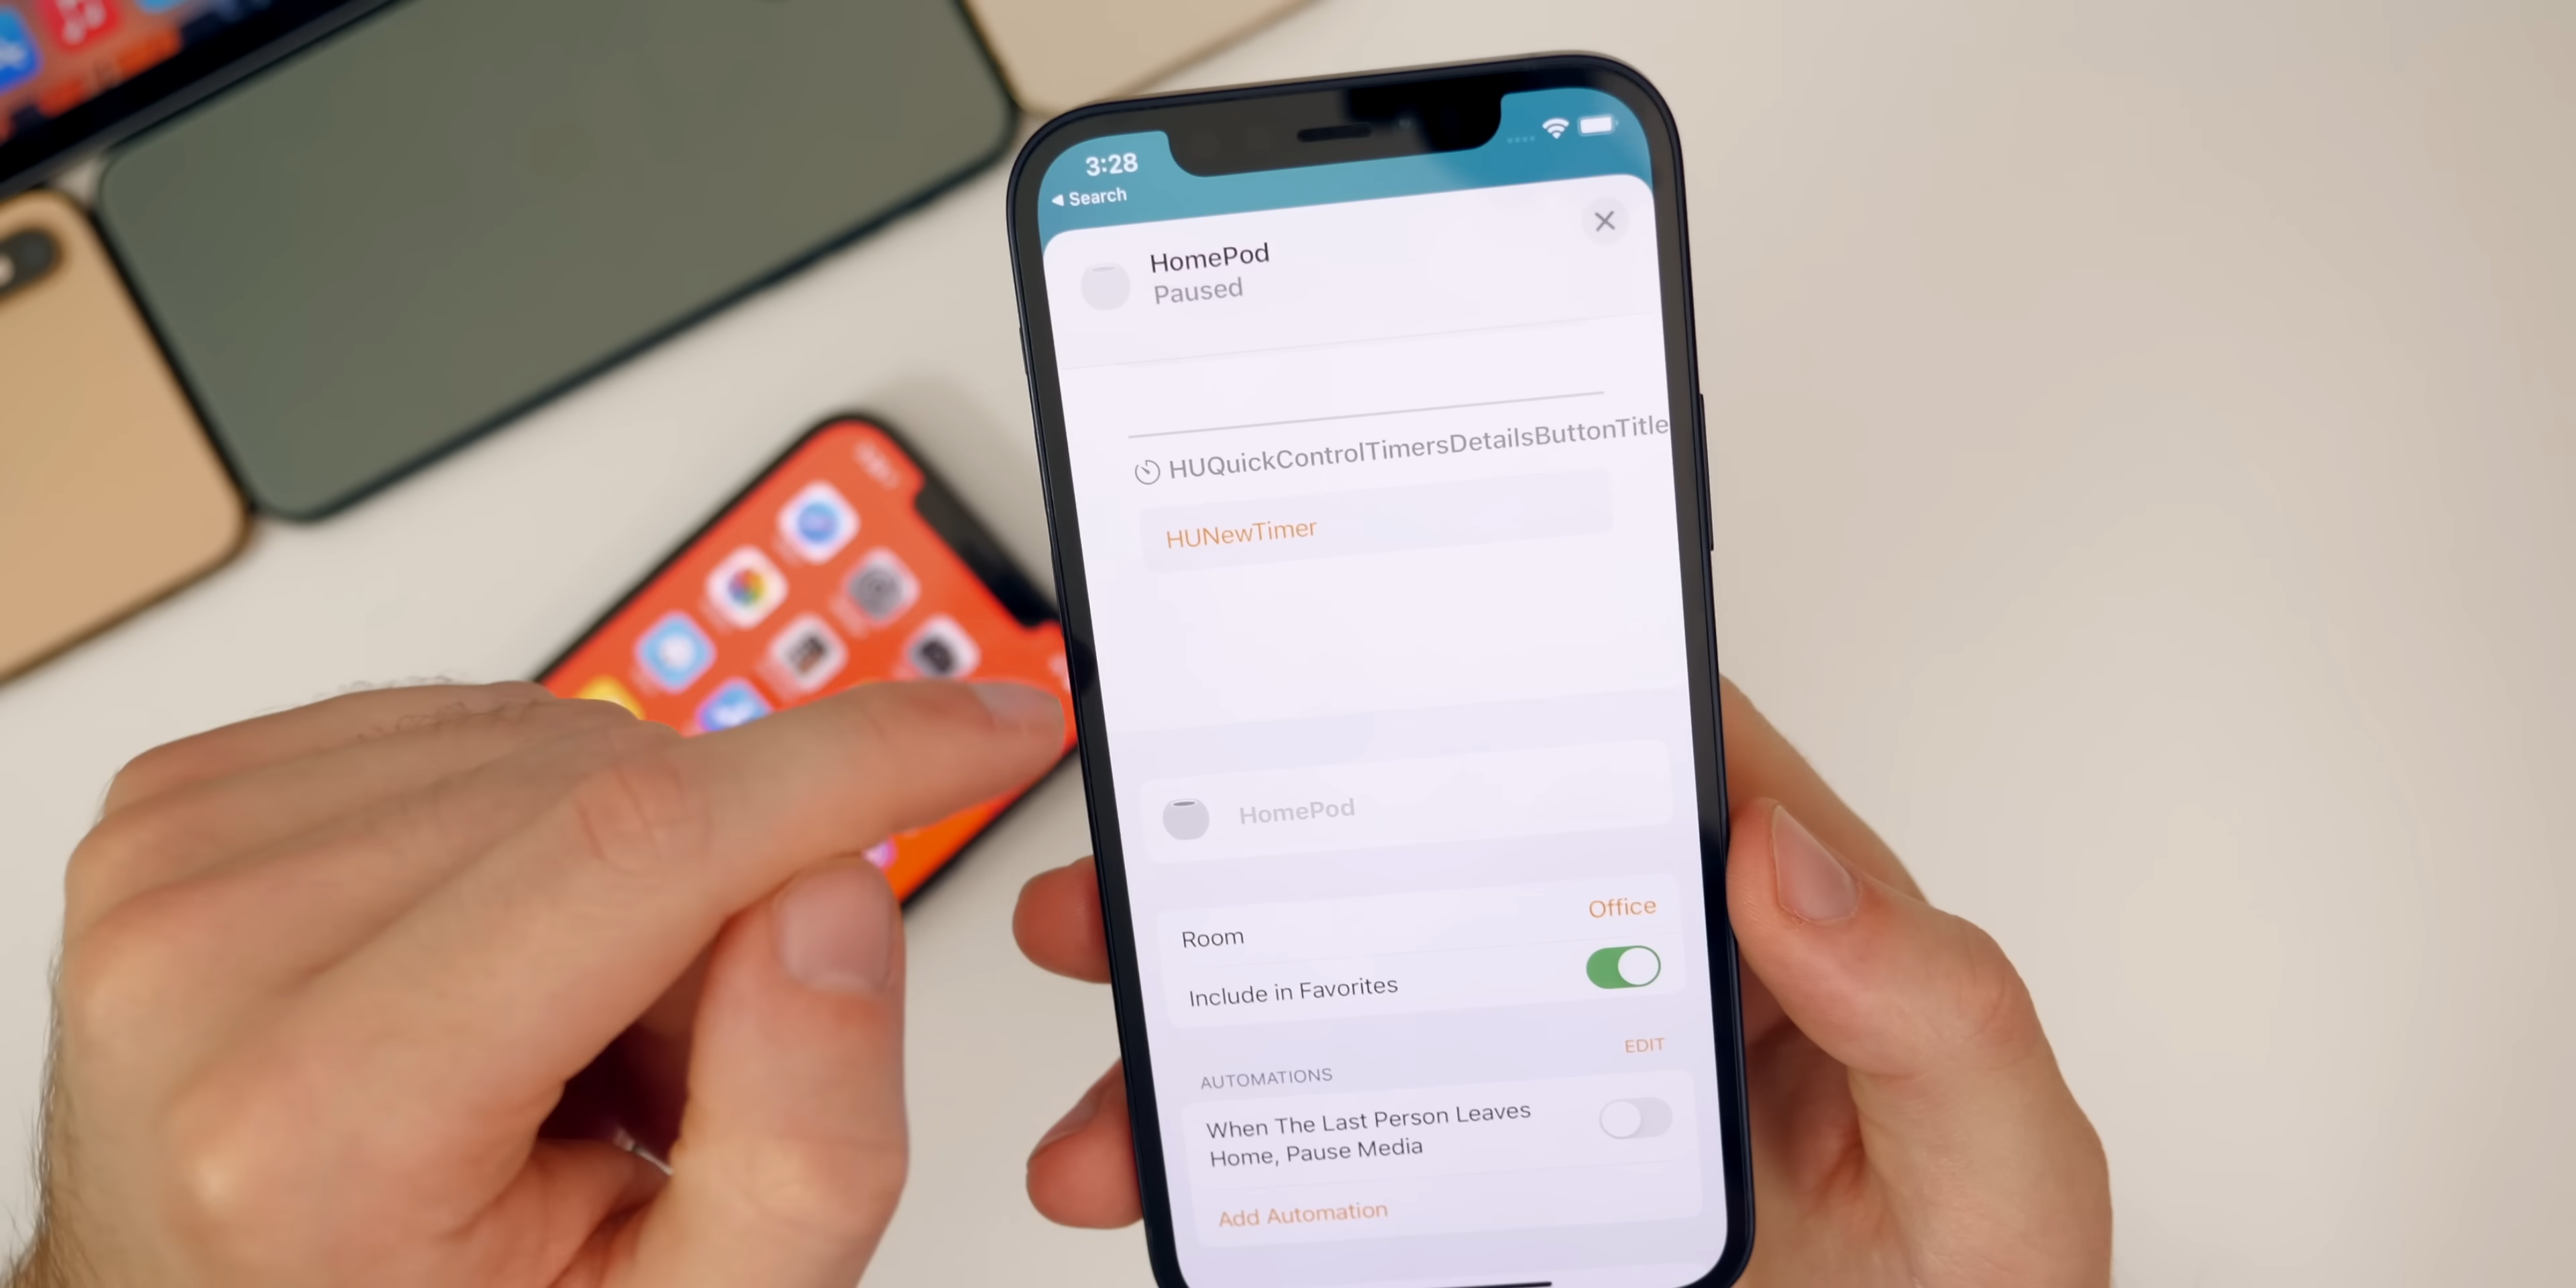 3:28
◀ Search
HomePod
Paused
HUQuickControlTimersDetailsButtonTitle
HUNewTimer
HomePod
Room
Office
Include in Favorites
AUTOMATIONS
EDIT
When The Last Person Leaves
Home, Pause Media
Add Automation